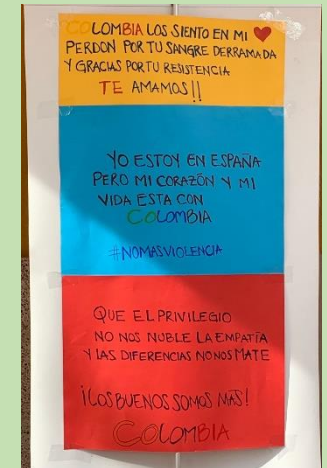 COLOMBIA LOS SIENTO EN MI ❤
PERDON POR TU SANGRE DERRAMADA
Y GRACIAS POR TU RESISTENCIA
TE AMAMOS!!
YO ESTOY EN ESPAÑA
PERO MI CORAZÓN Y MI
VIDA ESTA CON
COLOMBIA
#NOMASVIOLENCIA
QUE EL PRIVILEGIO
NO NOS NUBLE LA EMPATÍA
Y LAS DIFERENCIAS NO NOS MATE
¡LOS BUENOS SOMOS MÁS!
COLOMBIA